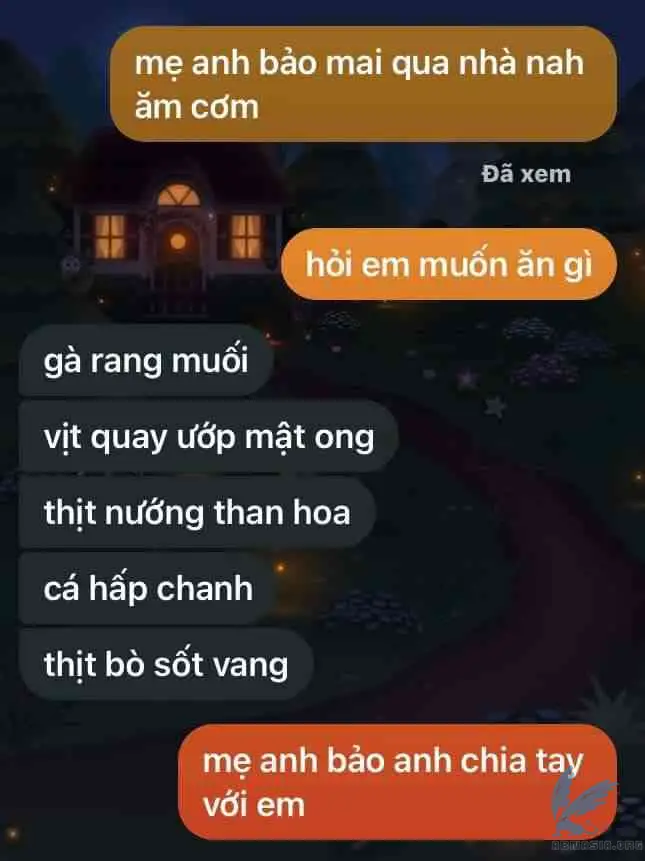 mẹ anh bảo mai qua nhà nah
ăm cơm
Đã xem
hỏi em muốn ăn gì
gà rang muối
vịt quay ướp mật ong
thịt nướng than hoa
cá hấp chanh
thịt bò sốt vang
mẹ anh bảo anh chia tay
với em